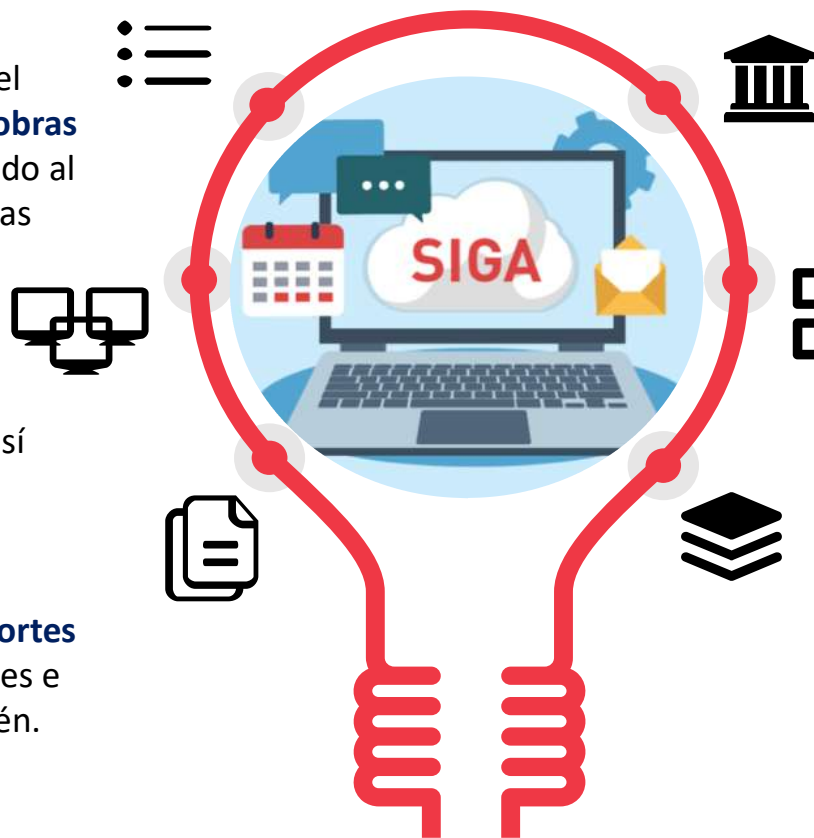 el
obras
do al
as
SIGA
sí
ortes
es e
én.